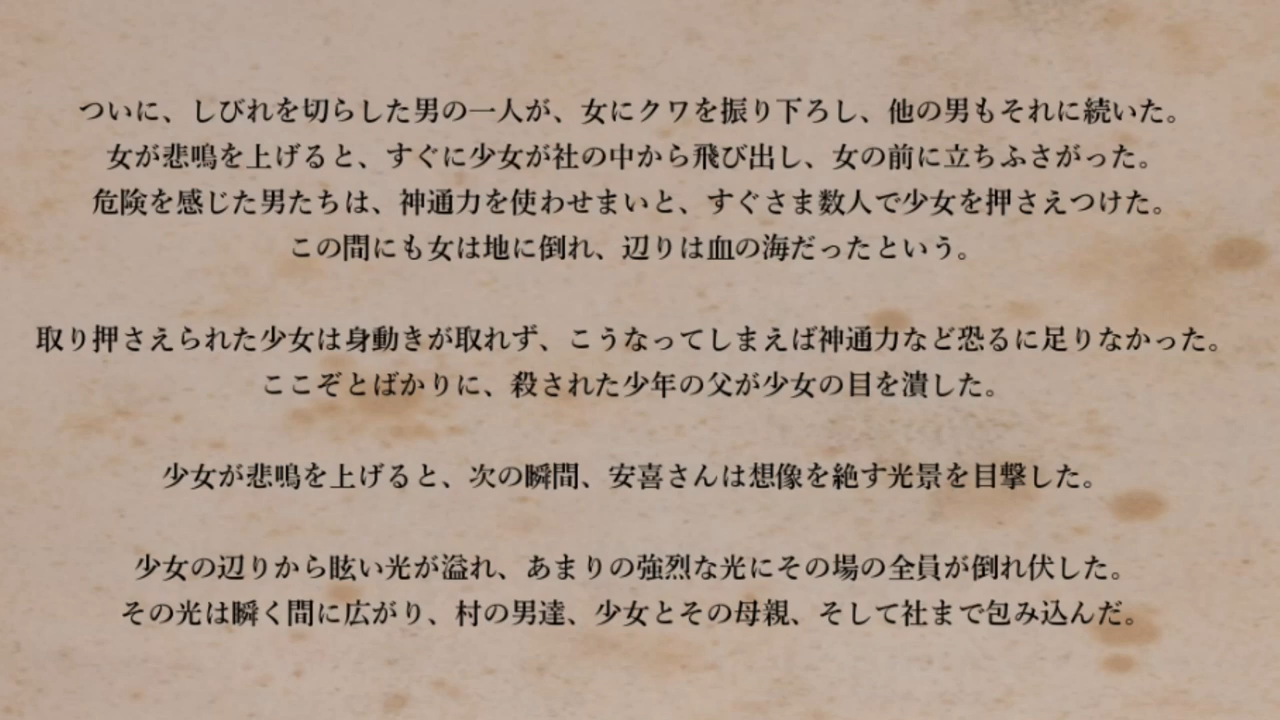 ついに、しびれを切らした男の一人が、女にクワを振り下ろし、他の男もそれに続いた。
女が悲鳴を上げると、すぐに少女が社の中から飛び出し、女の前に立ちふさがった。
危険を感じた男たちは、神通力を使わせまいと、すぐさま数人で少女を押さえつけた。
この間にも女は地に倒れ、辺りは血の海だったという。
取り押さえられた少女は身動きが取れず、こうなってしまえば神通力など恐るに足りなかった。
ここぞとばかりに、殺された少年の父が少女の目を潰した。
少女が悲鳴を上げると、次の瞬間、安喜さんは想像を絶す光景を目撃した。
少女の辺りから眩い光が溢れ、あまりの強烈な光にその場の全員が倒れ伏した。
その光は瞬く間に広がり、村の男達、少女とその母親、そして社まで包み込んだ。